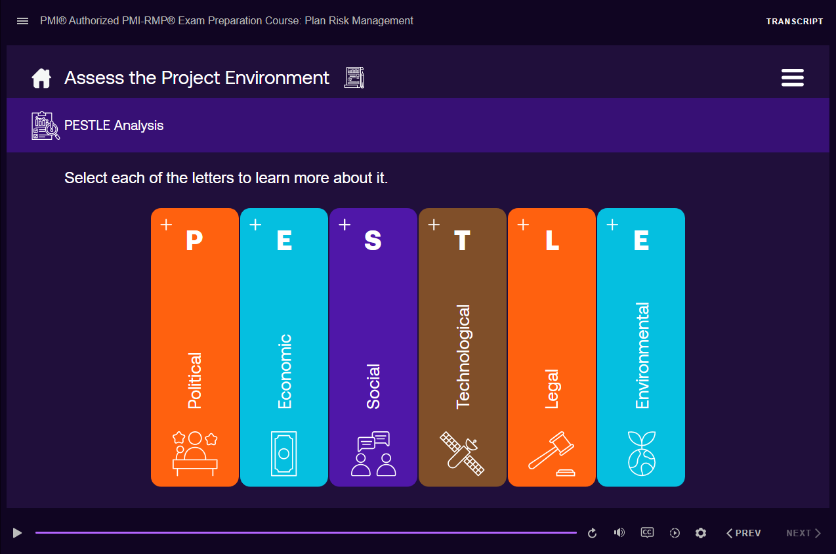 PMI® Authorized PMI-RMP® Exam Preparation Course: Plan Risk Management
TRANSCRIPT
Assess the Project Environment
PESTLE Analysis
Select each of the letters to learn more about it.
P
Political
E
Economic
S
Social
T
Technological
L
Legal
E
Environmental
CC
PREV
NEXT